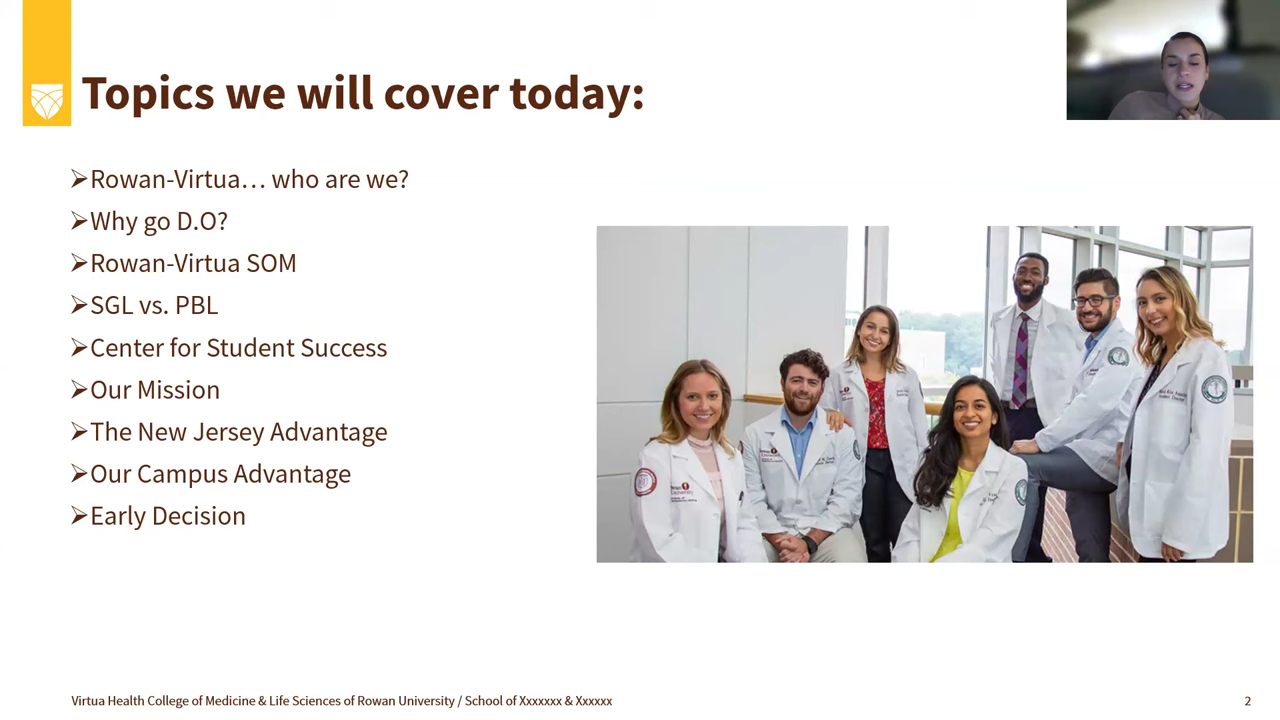 Topics we will cover today:
➢Rowan-Virtua... who are we?
➢Why go D.O?
➢Rowan-Virtua SOM
➢SGL vs. PBL
➢Center for Student Success
➢Our Mission
➢The New Jersey Advantage
➢Our Campus Advantage
➢Early Decision
Virtua Health College of Medicine & Life Sciences of Rowan University / School of Xxxxxxx & Xxxxxx
2